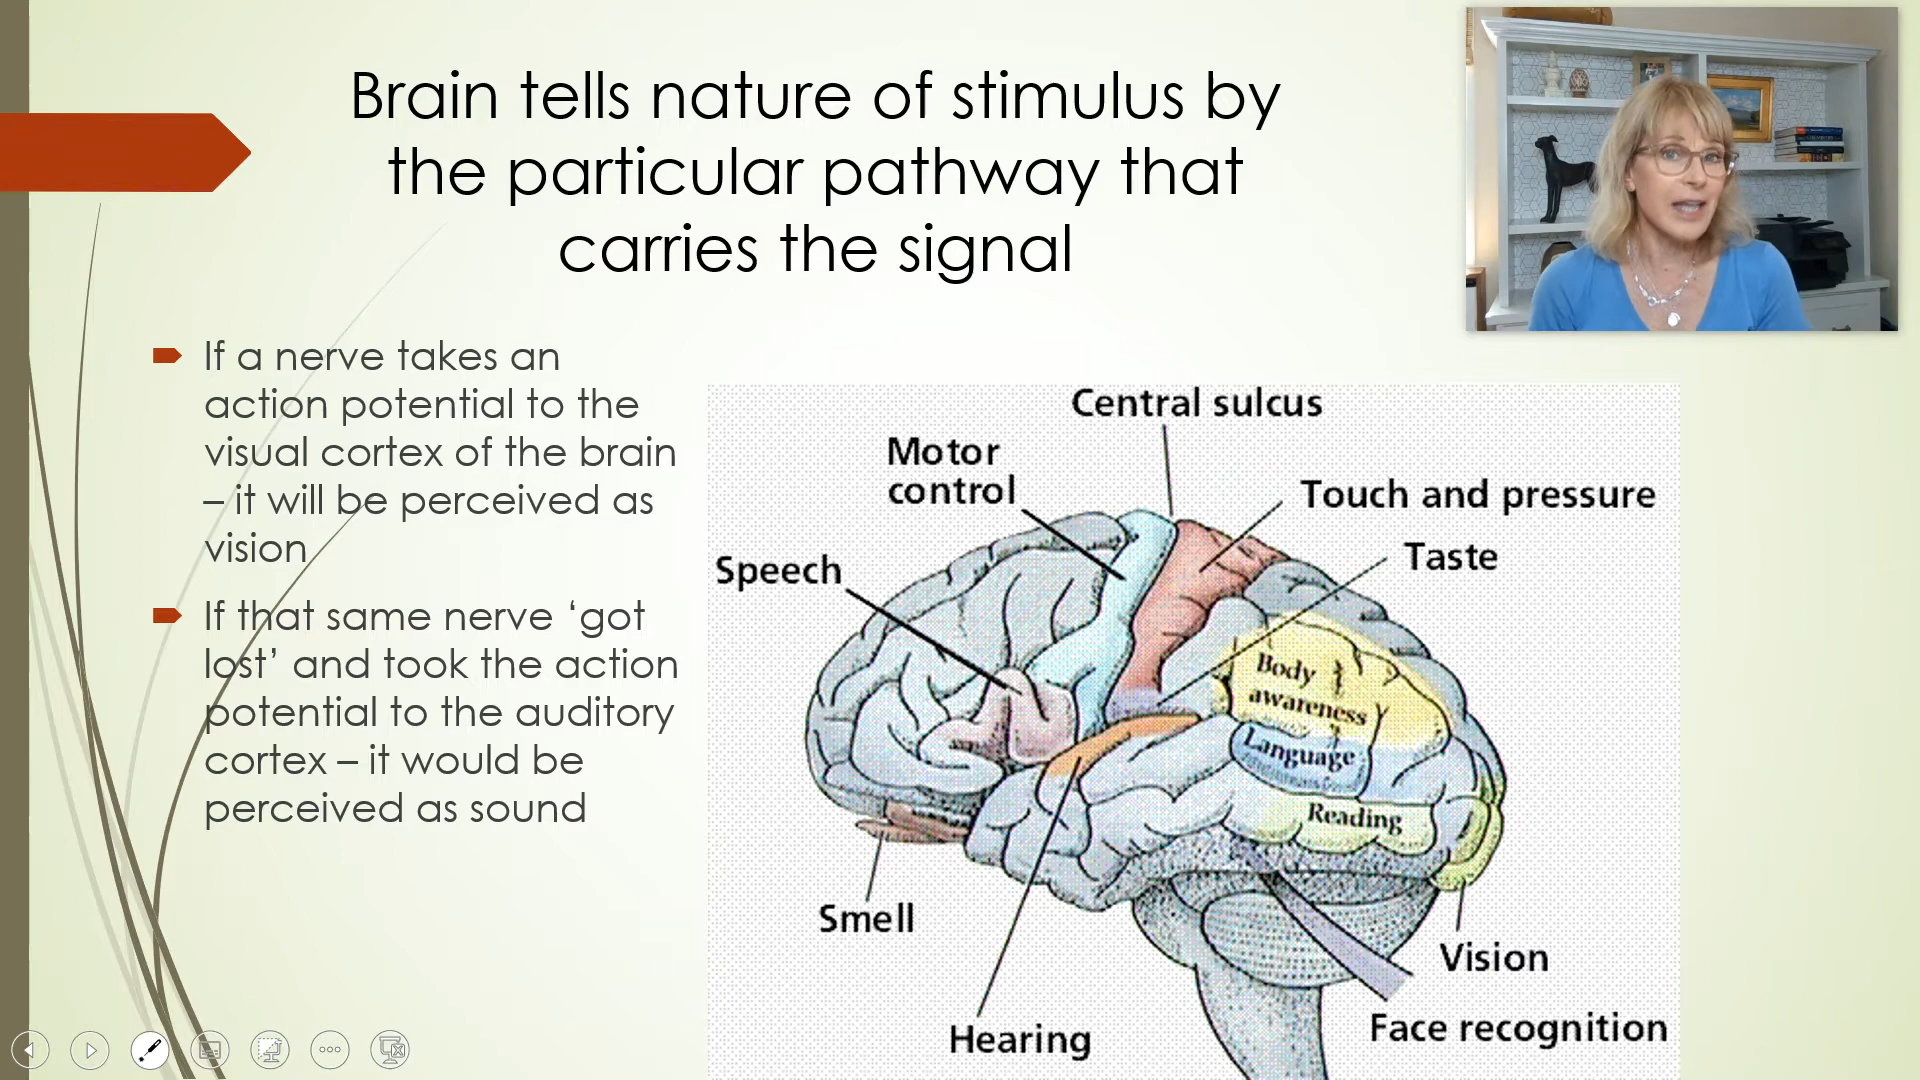 Brain tells nature of stimulus by
the particular pathway that
carries the signal
If a nerve takes an
action potential to the
visual cortex of the brain
– it will be perceived as
vision
If that same nerve ‘got
lost’ and took the action
potential to the auditory
cortex – it would be
perceived as sound
Central sulcus
Motor
control
Touch and pressure
Taste
Speech
Body
awareness
Language
Reading
Smell
Vision
Face recognition
Hearing